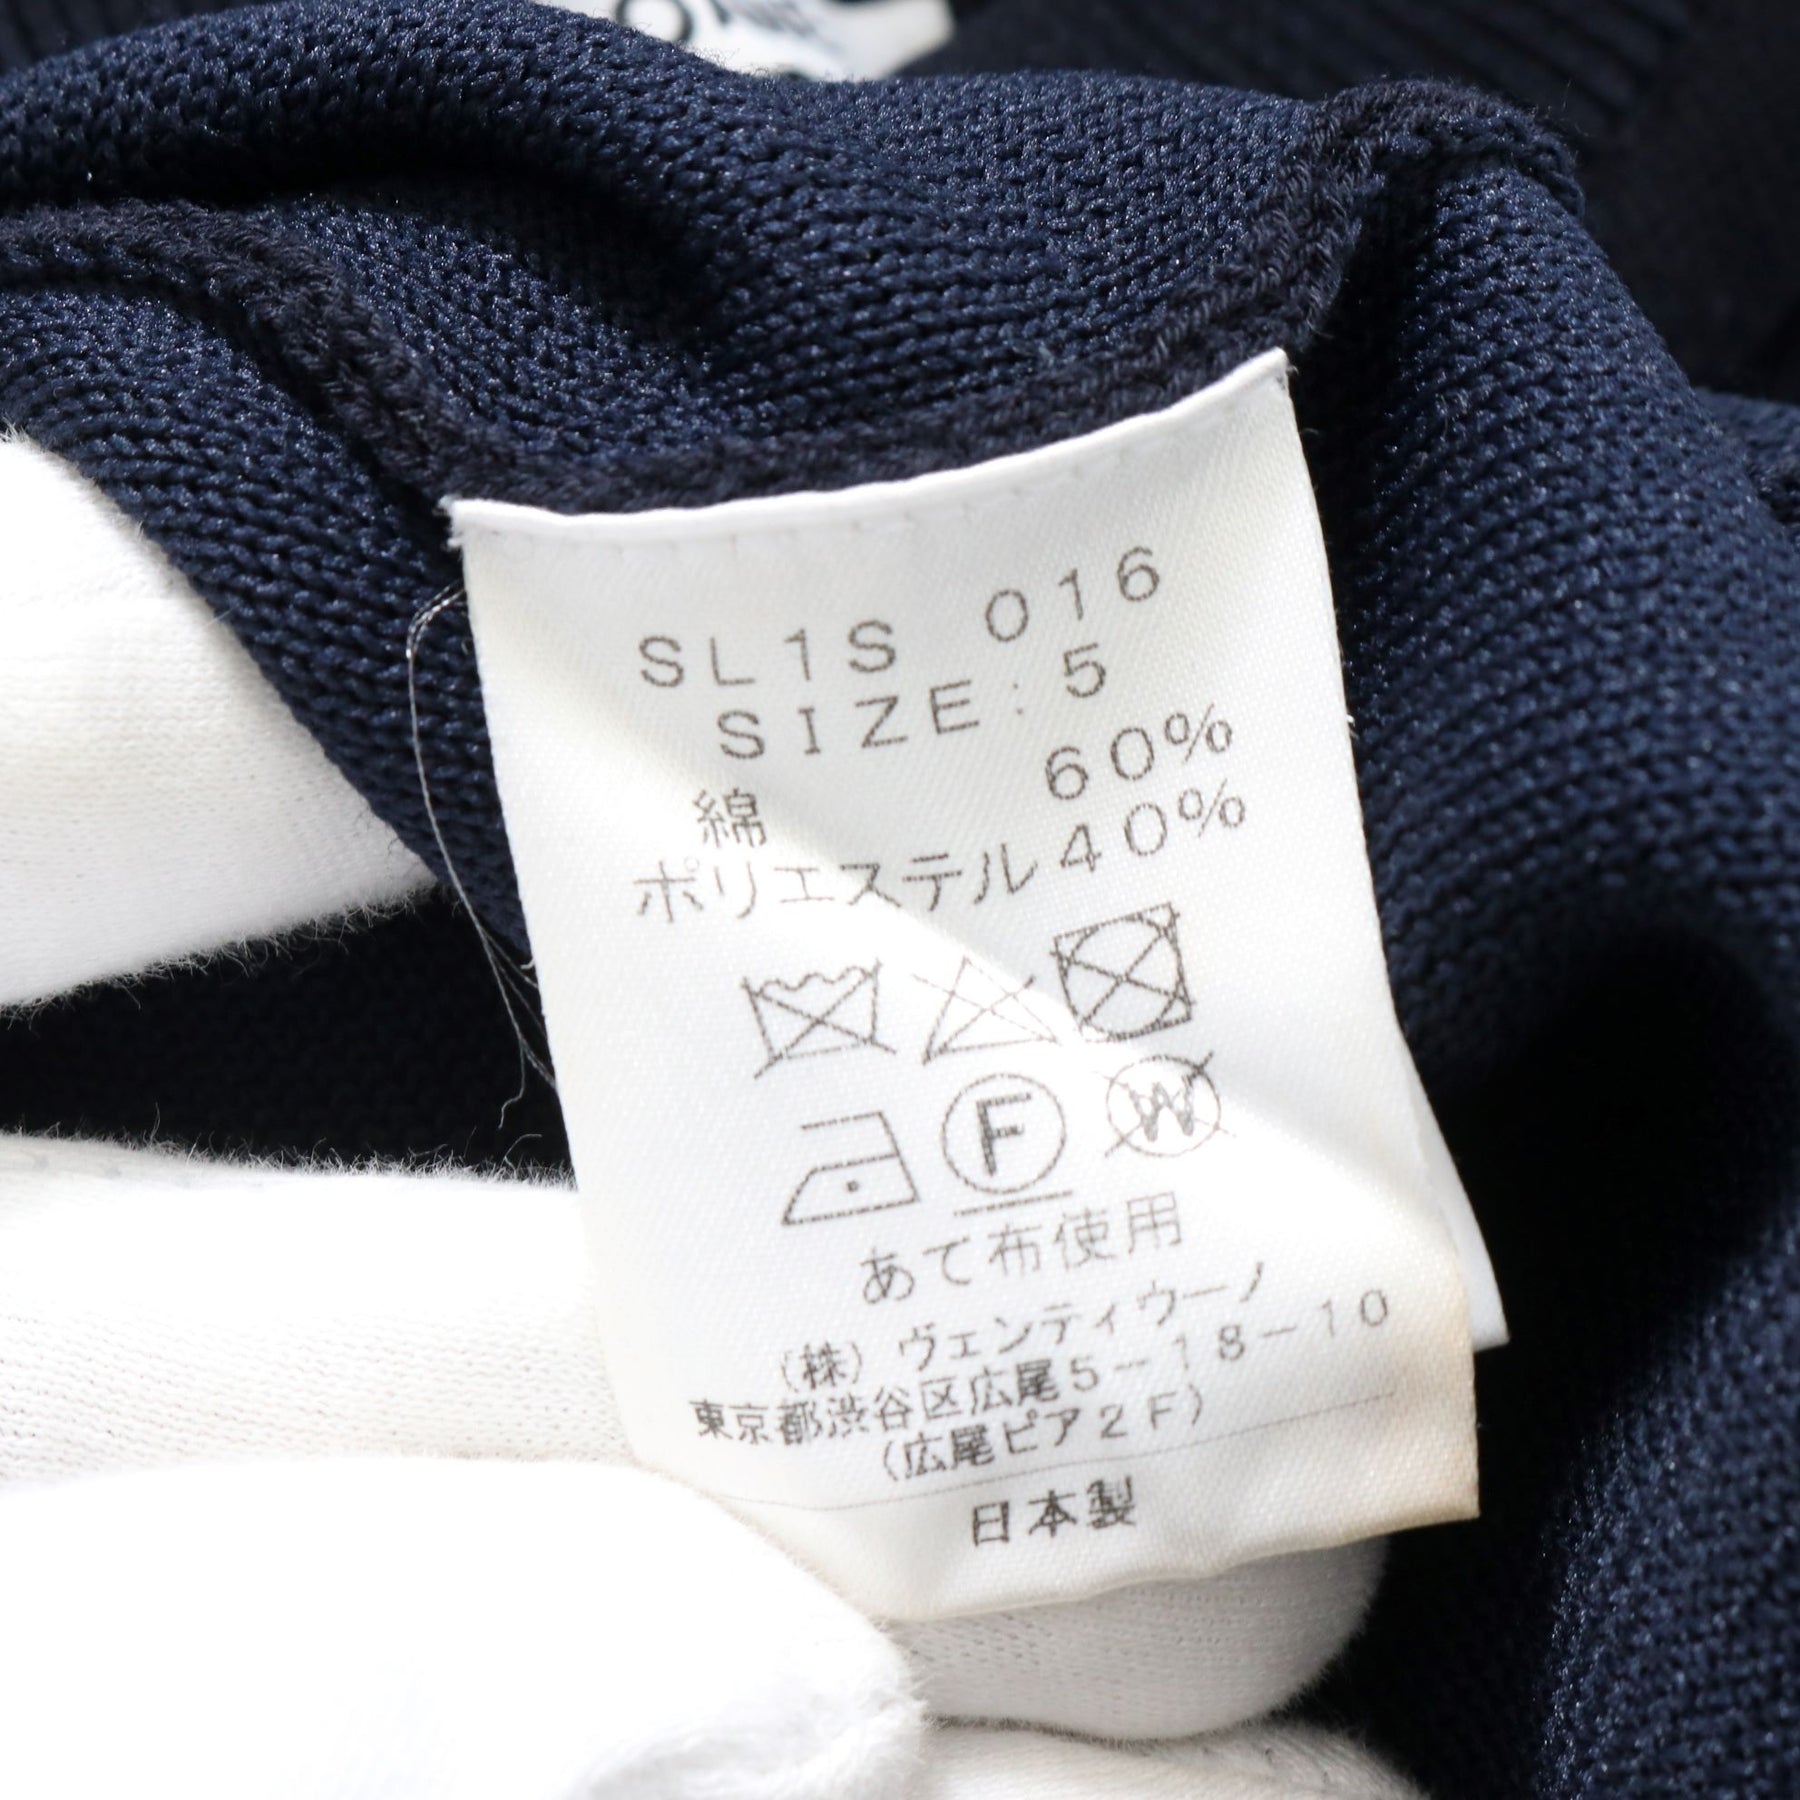 SL1S 016
SIZE:5
綿 60%
ポリエステル40%
F W
あて布使用
(株)ヴェンティウーノ
東京都渋谷区広尾5-18-10
(広尾ピア2F)
日本製